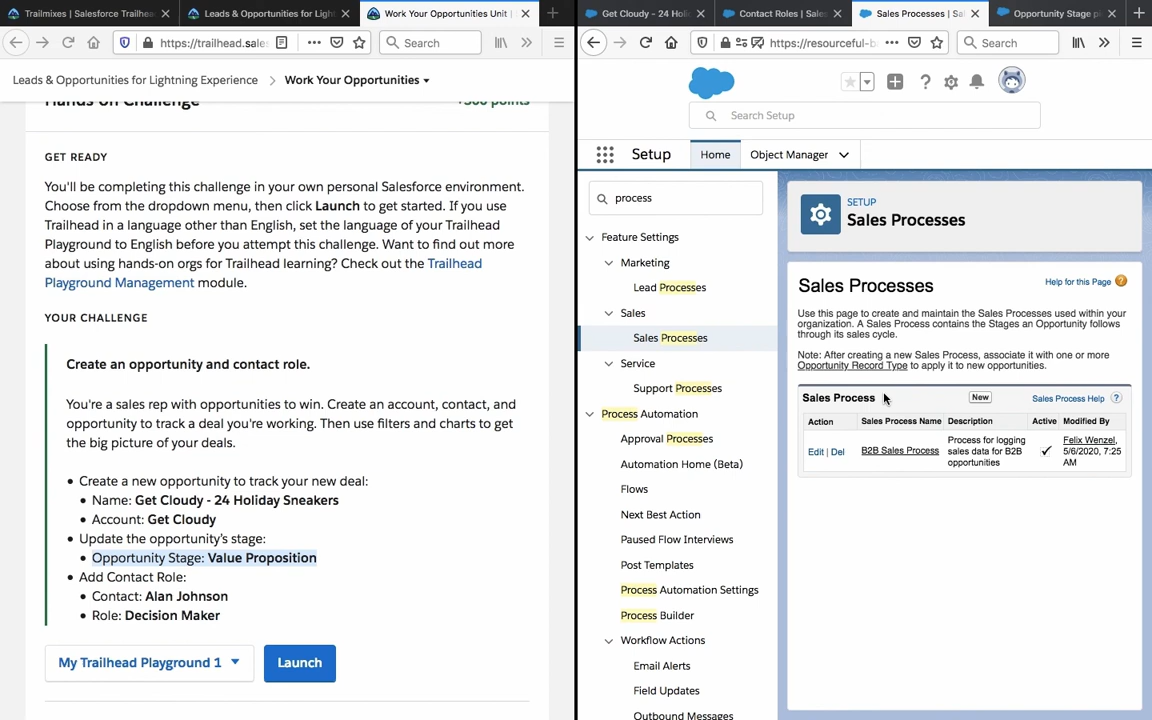 Trailmixes | Salesforce Trailhea
Leads & Opportunities for Lightn
Work Your Opportunities Unit |
https://trailhead.sale
Search
Leads & Opportunities for Lightning Experience
Work Your Opportunities
Hands-on Challenge
+500 points
GET READY
You'll be completing this challenge in your own personal Salesforce environment.
Choose from the dropdown menu, then click Launch to get started. If you use
Trailhead in a language other than English, set the language of your Trailhead
Playground to English before you attempt this challenge. Want to find out more
about using hands-on orgs for Trailhead learning? Check out the Trailhead
Playground Management module.
YOUR CHALLENGE
Create an opportunity and contact role.
You're a sales rep with opportunities to win. Create an account, contact, and
opportunity to track a deal you're working. Then use filters and charts to get
the big picture of your deals.
Create a new opportunity to track your new deal:
Name: Get Cloudy - 24 Holiday Sneakers
Account: Get Cloudy
Update the opportunity's stage:
Opportunity Stage: Value Proposition
Add Contact Role:
Contact: Alan Johnson
Role: Decision Maker
My Trailhead Playground 1
Launch
Get Cloudy - 24 Holi
Contact Roles | Sales
Sales Processes | Sal
Opportunity Stage pi
https://resourceful-b
Search
Search Setup
Setup
Home
Object Manager
process
Feature Settings
Marketing
Lead Processes
Sales
Sales Processes
Service
Support Processes
Process Automation
Approval Processes
Automation Home (Beta)
Flows
Next Best Action
Paused Flow Interviews
Post Templates
Process Automation Settings
Process Builder
Workflow Actions
Email Alerts
Field Updates
Outbound Messages
SETUP
Sales Processes
Sales Processes
Help for this Page
Use this page to create and maintain the Sales Processes used within your
organization. A Sales Process contains the Stages an Opportunity follows
through its sales cycle.
Note: After creating a new Sales Process, associate it with one or more
Opportunity Record Type to apply it to new opportunities.
Sales Process
New
Sales Process Help
Action
Sales Process Name
Description
Active
Modified By
Edit | Del
B2B Sales Process
Process for logging
sales data for B2B
opportunities
Felix Wenzel,
5/6/2020, 7:25
AM